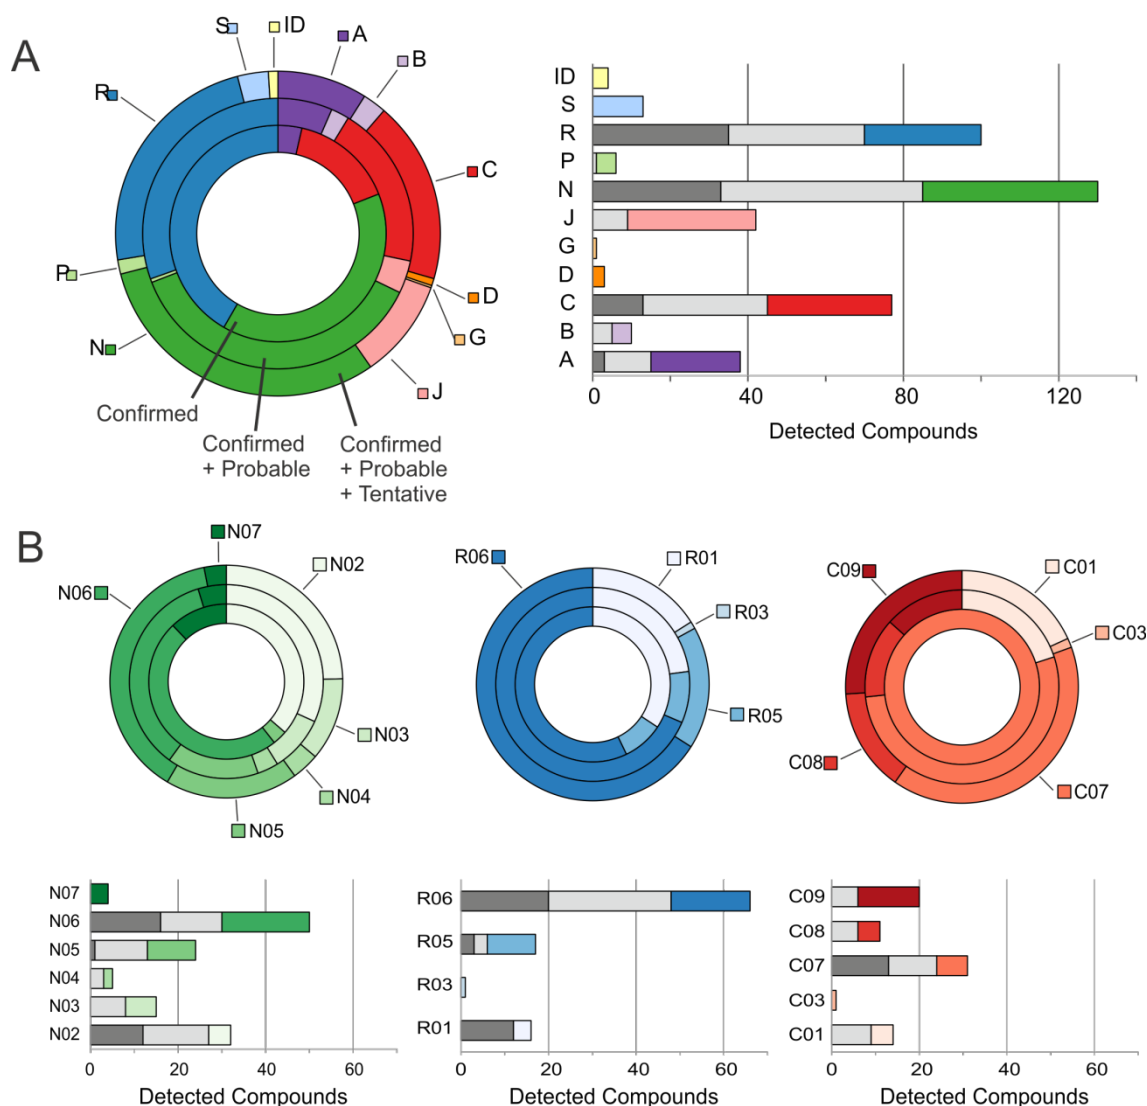 A
S
ID
A
B
R
C
P
D
G
N
J
Confirmed
Confirmed
+ Probable
Confirmed
+ Probable
+ Tentative
ID
S
R
P
N
J
G
D
C
B
A
0 40 80 120
Detected Compounds
B
N07
N02
N06
N03
N04
N05
R06
R01
R03
R05
C09
C01
C03
C08
C07
N07
N06
N05
N04
N03
N02
0 20 40 60
Detected Compounds
R06
R05
R03
R01
0 20 40 60
Detected Compounds
C09
C08
C07
C03
C01
0 20 40 60
Detected Compounds